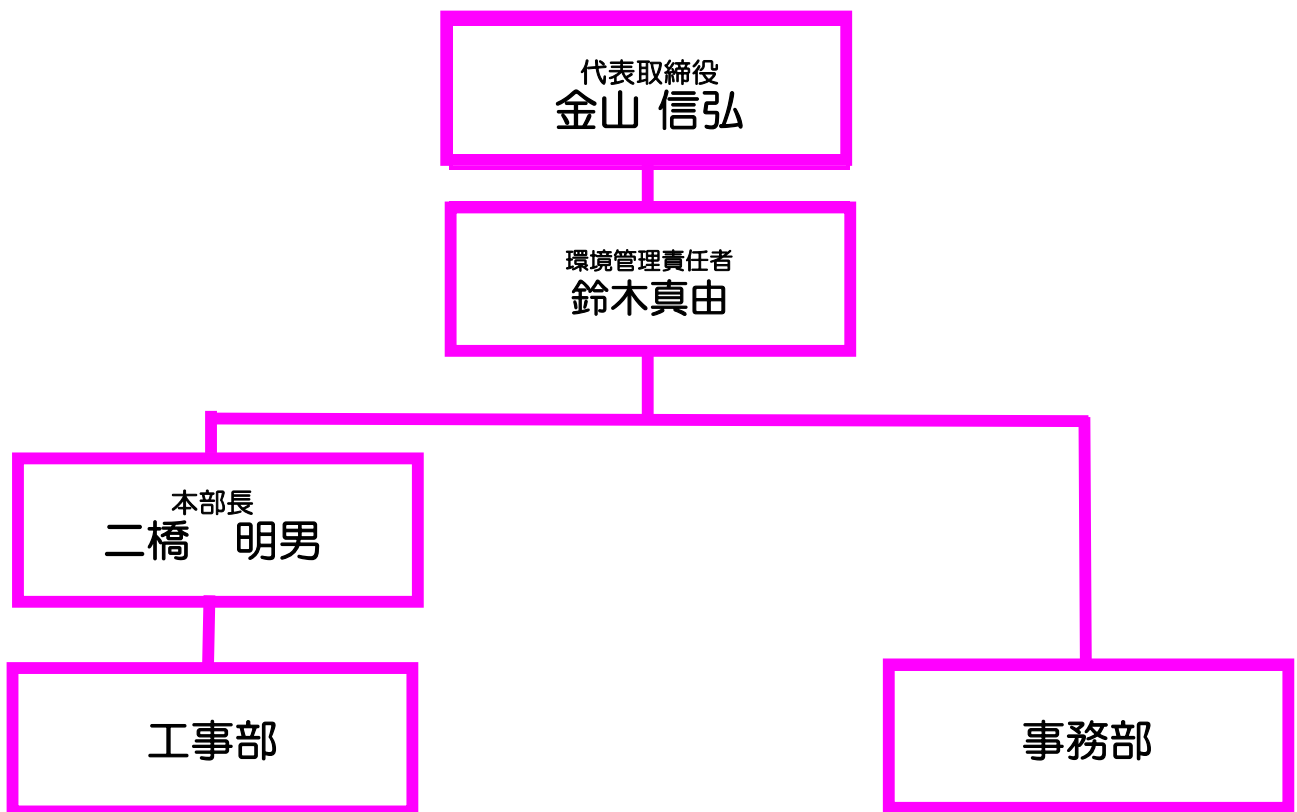 代表取締役
金山 信弘
環境管理責任者
鈴木真由
本部長
二橋　明男
工事部
事務部